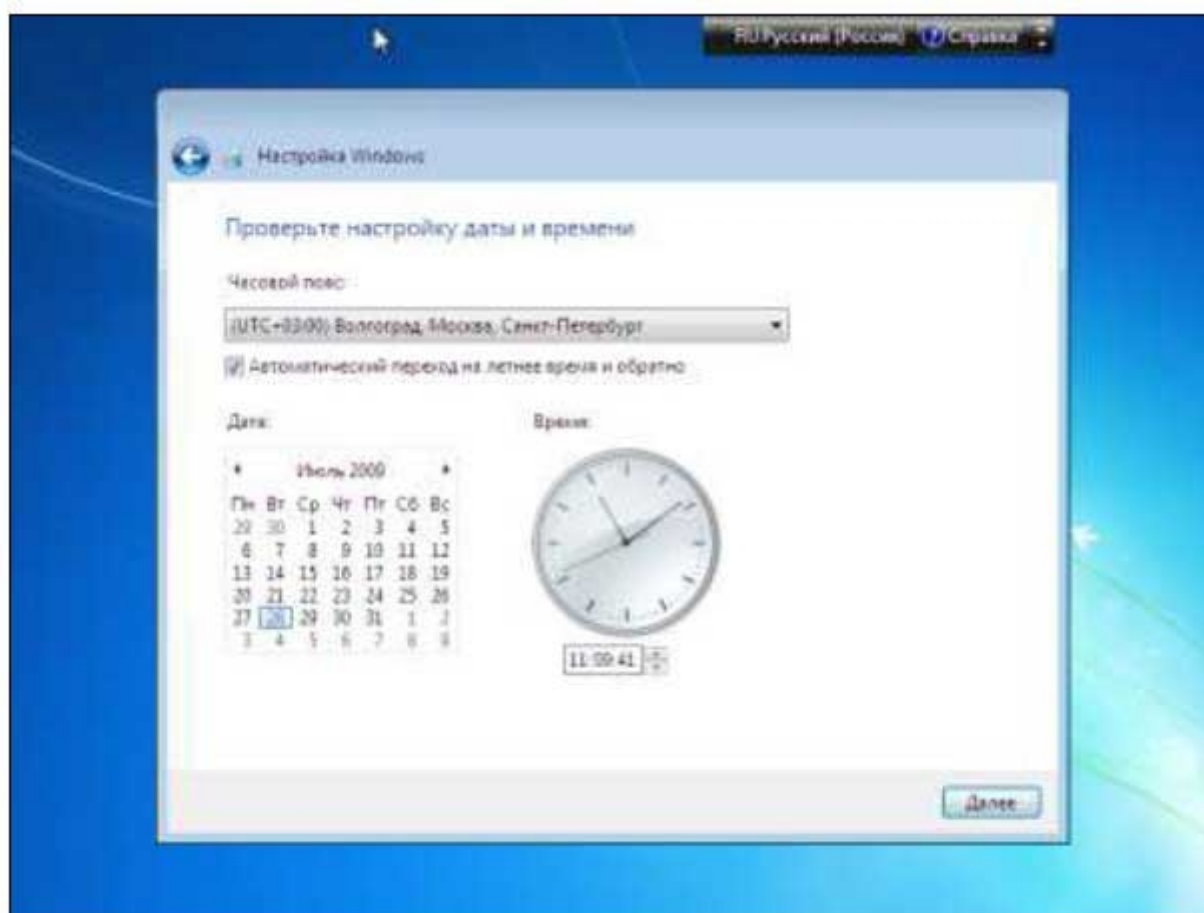 RU Русский (Россия) Справка
Настройка Windows
Проверьте настройку даты и времени
Часовой пояс:
(UTC+03:00) Волгоград, Москва, Санкт-Петербург
Автоматический переход на летнее время и обратно
Дата:
Время:
Июль 2009
Пн Вт Ср Чт Пт Сб Вс
29 30 1 2 3 4 5
6 7 8 9 10 11 12
13 14 15 16 17 18 19
20 21 22 23 24 25 26
27 28 29 30 31 1 2
3 4 5 6 7 8 9
11:09:41
Далее